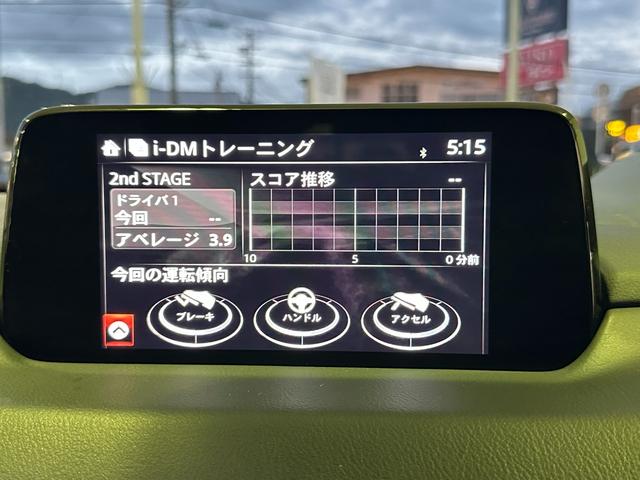 i-DMトレーニング
5:15
2nd STAGE
スコア推移 --
ドライバ 1
今回 --
アベレージ 3.9
10 5 0 分前
今回の運転傾向
ブレーキ ハンドル アクセル